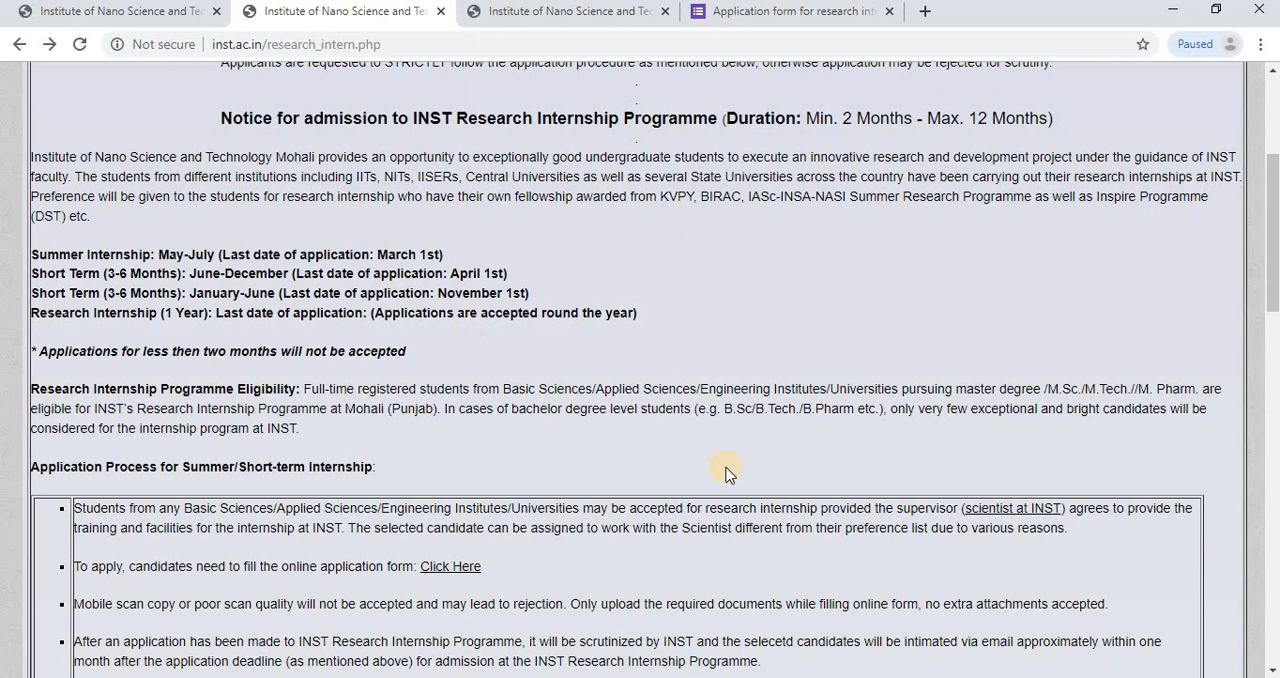 Institute of Nano Science and Tec
Institute of Nano Science and Tec
Institute of Nano Science and Tec
Application form for research int
Not secure
inst.ac.in/research_intern.php
Paused
Applicants are requested to STRICTLY follow the application procedure as mentioned below, otherwise application may be rejected for scrutiny.
.
.
Notice for admission to INST Research Internship Programme (Duration: Min. 2 Months - Max. 12 Months)
.
Institute of Nano Science and Technology Mohali provides an opportunity to exceptionally good undergraduate students to execute an innovative research and development project under the guidance of INST
faculty. The students from different institutions including IITs, NITs, IISERs, Central Universities as well as several State Universities across the country have been carrying out their research internships at INST.
Preference will be given to the students for research internship who have their own fellowship awarded from KVPY, BIRAC, IASc-INSA-NASI Summer Research Programme as well as Inspire Programme
(DST) etc.
Summer Internship: May-July (Last date of application: March 1st)
Short Term (3-6 Months): June-December (Last date of application: April 1st)
Short Term (3-6 Months): January-June (Last date of application: November 1st)
Research Internship (1 Year): Last date of application: (Applications are accepted round the year)
* Applications for less then two months will not be accepted
Research Internship Programme Eligibility: Full-time registered students from Basic Sciences/Applied Sciences/Engineering Institutes/Universities pursuing master degree /M.Sc./M.Tech.//M. Pharm. are
eligible for INST's Research Internship Programme at Mohali (Punjab). In cases of bachelor degree level students (e.g. B.Sc/B.Tech./B.Pharm etc.), only very few exceptional and bright candidates will be
considered for the internship program at INST.
Application Process for Summer/Short-term Internship:
▪ Students from any Basic Sciences/Applied Sciences/Engineering Institutes/Universities may be accepted for research internship provided the supervisor (scientist at INST) agrees to provide the
training and facilities for the internship at INST. The selected candidate can be assigned to work with the Scientist different from their preference list due to various reasons.
▪ To apply, candidates need to fill the online application form: Click Here
▪ Mobile scan copy or poor scan quality will not be accepted and may lead to rejection. Only upload the required documents while filling online form, no extra attachments accepted.
▪ After an application has been made to INST Research Internship Programme, it will be scrutinized by INST and the selecetd candidates will be intimated via email approximately within one
month after the application deadline (as mentioned above) for admission at the INST Research Internship Programme.